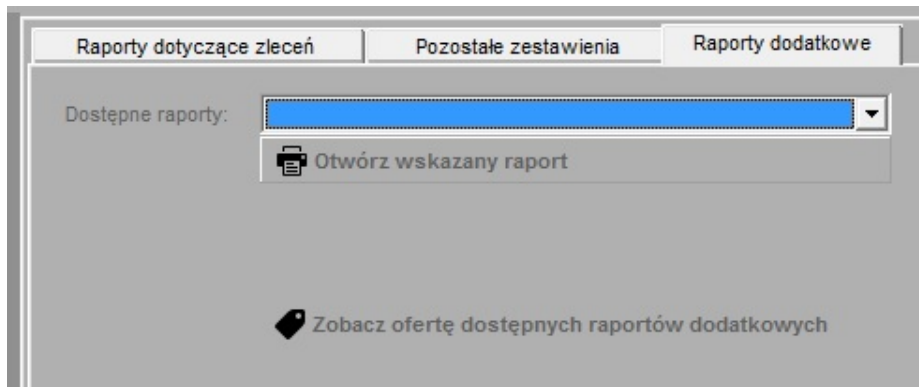 Raporty dotyczące zleceń
Pozostałe zestawienia
Raporty dodatkowe
Dostępne raporty:
Otwórz wskazany raport
Zobacz ofertę dostępnych raportów dodatkowych